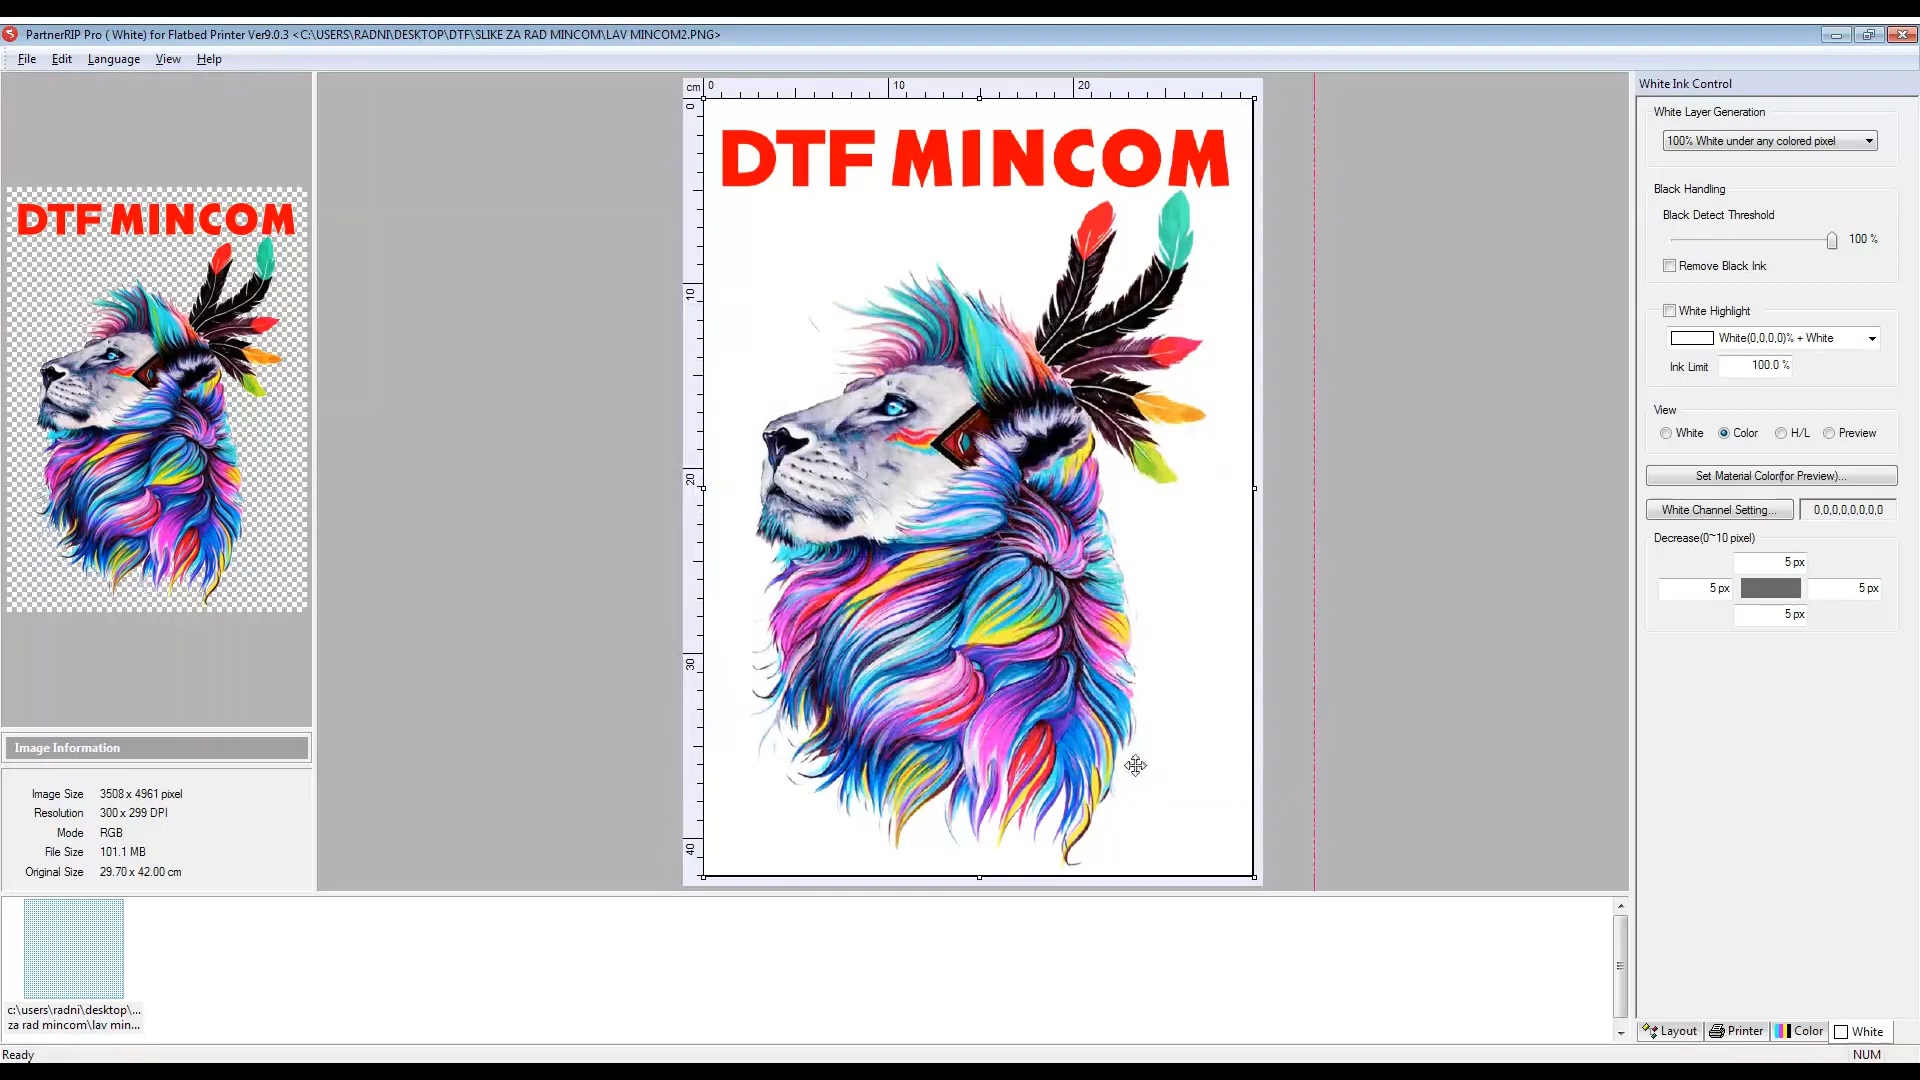 PartnerRIP Pro ( White) for Flatbed Printer Ver9.0.3 <C:\USERS\RADNI\DESKTOP\DTF\SLIKE ZA RAD MINCOM\LAV MINCOM2.PNG>
File Edit Language View Help
DTF MINCOM
Image Information
Image Size 3508 x 4961 pixel
Resolution 300 x 299 DPI
Mode RGB
File Size 101.1 MB
Original Size 29.70 x 42.00 cm
cm 0 10 20
0
10
20
30
40
DTF MINCOM
White Ink Control
White Layer Generation
100% White under any colored pixel
Black Handling
Black Detect Threshold
100 %
Remove Black Ink
White Highlight
White(0,0,0,0)% + White
Ink Limit 100.0 %
View
White Color H/L Preview
Set Material Color(for Preview)...
White Channel Setting... 0,0,0,0,0,0,0,0
Decrease(0~10 pixel)
5 px
5 px 5 px
5 px
c:\users\radni\desktop\...
za rad mincom\lav min...
Layout Printer Color White
Ready NUM